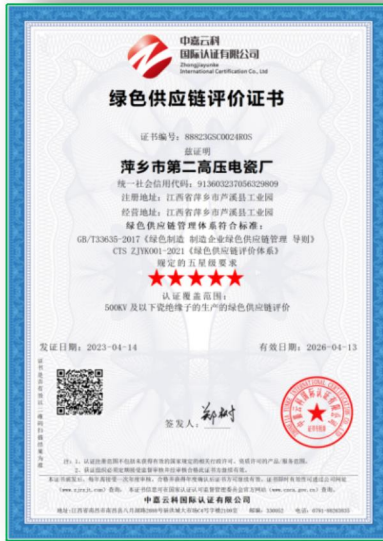 中嘉云科
国际认证有限公司
Zhongjiayunke
International Certification Co., Ltd
绿色供应链评价证书
证书编号：88823GSC0024R0S
兹证明
萍乡市第二高压电瓷厂
统一社会信用代码：913603237056329809
注册地址：江西省萍乡市芦溪县工业园
经营地址：江西省萍乡市芦溪县工业园
绿色供应链管理体系符合标准：
GB/T33635-2017《绿色制造 制造企业绿色供应链管理 导则》
CTS ZJYK001-2021《绿色供应链评价体系》
规定的五星级要求
认证覆盖范围：
500KV 及以下瓷绝缘子的生产的绿色供应链评价
发证日期：2023-04-14
有效日期：2026-04-13
签发人：
中嘉云科国际认证有限公司